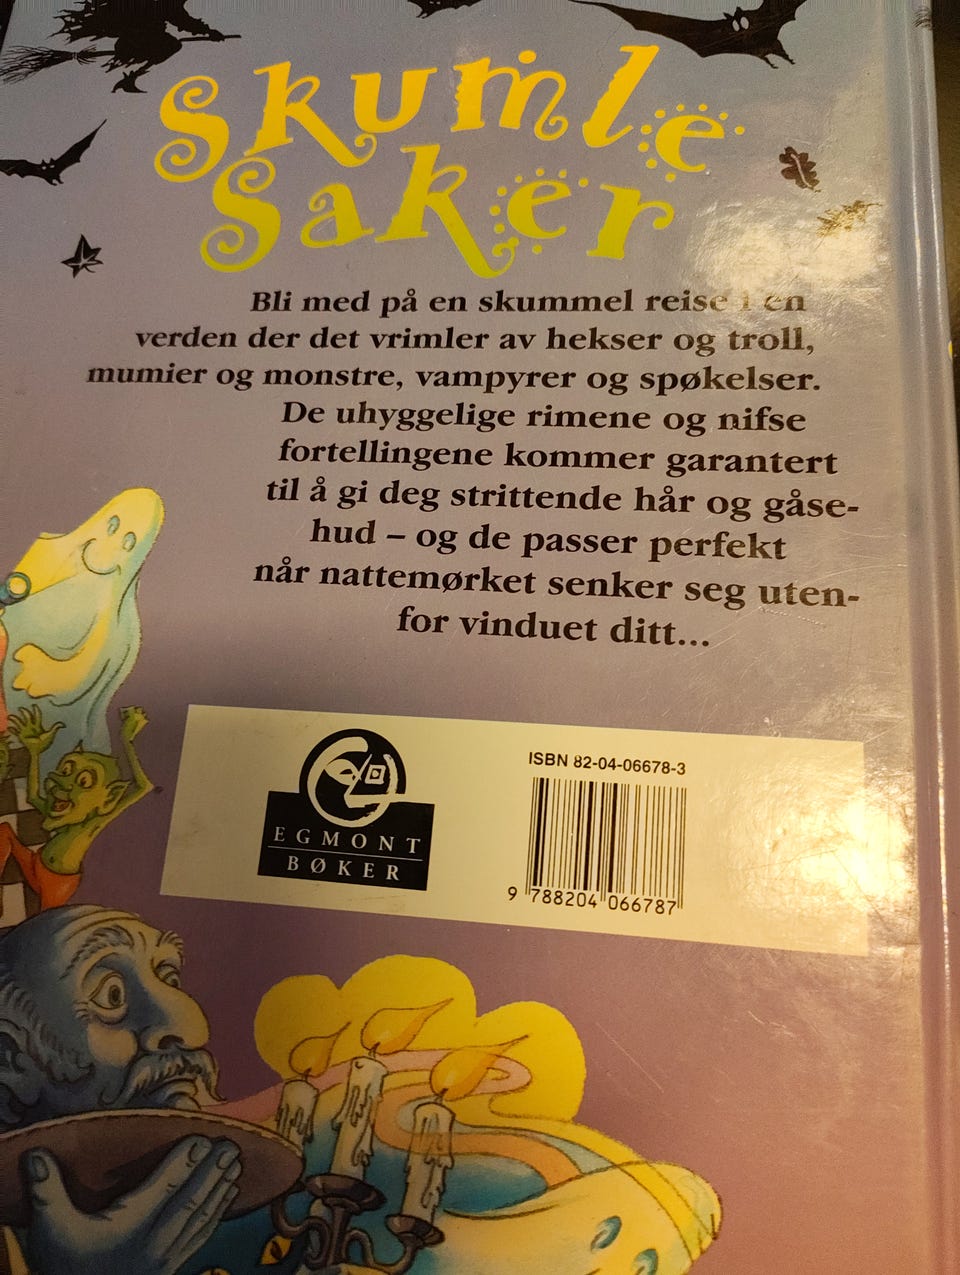 Skumle
Saker
Bli med på en skummel reise i en
verden der det vrimler av hekser og troll,
mumier og monstre, vampyrer og spøkelser.
De uhyggelige rimene og nifse
fortellingene kommer garantert
til å gi deg strittende hår og gåse-
hud – og de passer perfekt
når nattemørket senker seg uten-
for vinduet ditt...
EGMONT
BØKER
ISBN 82-04-06678-3
9 788204 066787